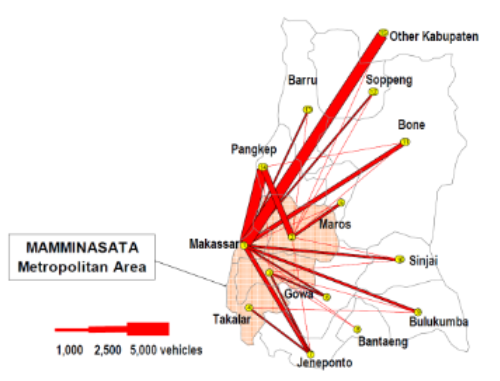 Other Kabupaten
Soppeng
Barru
Bone
Pangkep
Maros
Makassar
MAMMINASATA
Metropolitan Area
Sinjai
Gowa
Takalar
Bulukumba
Bantaeng
1,000 2,500 5,000 vehicles
Jeneponto